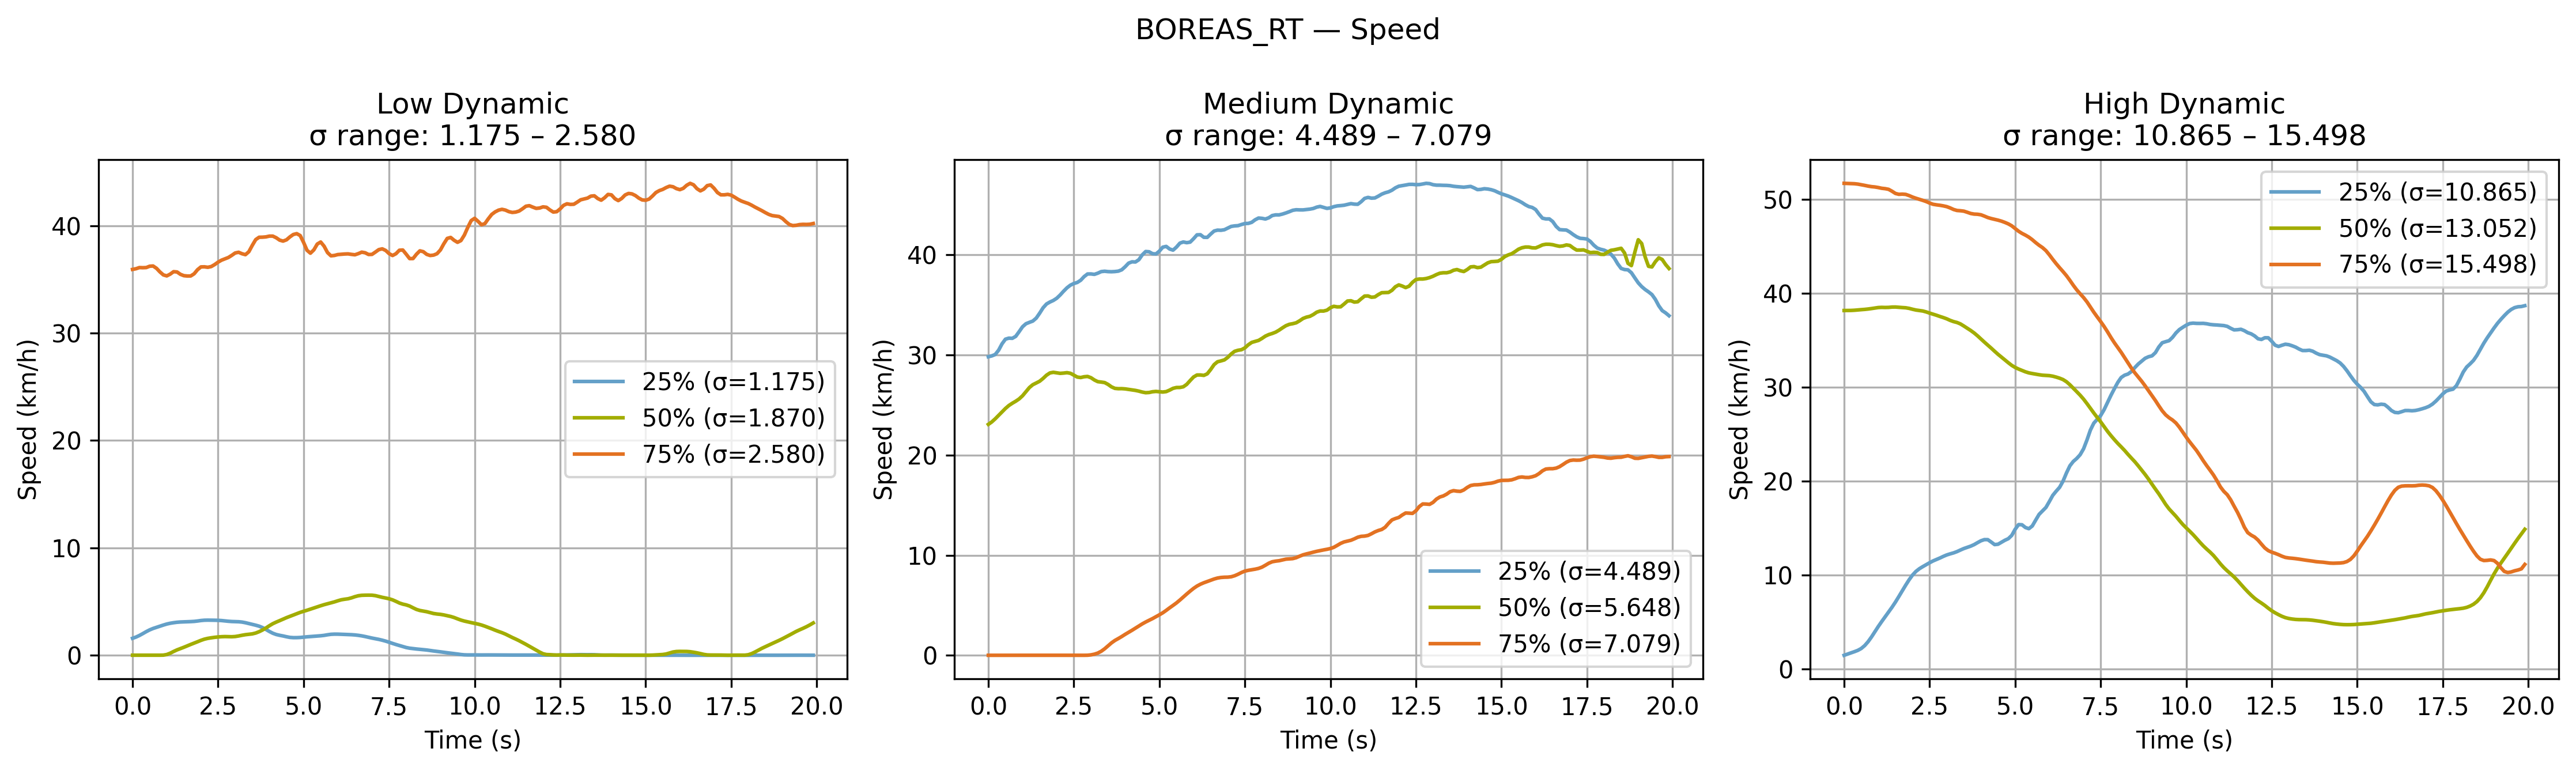 BOREAS_RT — Speed
Low Dynamic
σ range: 1.175 – 2.580
Speed (km/h)
40
30
20
10
0
25% (σ=1.175)
50% (σ=1.870)
75% (σ=2.580)
0.0 2.5 5.0 7.5 10.0 12.5 15.0 17.5 20.0
Time (s)
Medium Dynamic
σ range: 4.489 – 7.079
Speed (km/h)
40
30
20
10
0
25% (σ=4.489)
50% (σ=5.648)
75% (σ=7.079)
0.0 2.5 5.0 7.5 10.0 12.5 15.0 17.5 20.0
Time (s)
High Dynamic
σ range: 10.865 – 15.498
Speed (km/h)
50
40
30
20
10
0
25% (σ=10.865)
50% (σ=13.052)
75% (σ=15.498)
0.0 2.5 5.0 7.5 10.0 12.5 15.0 17.5 20.0
Time (s)